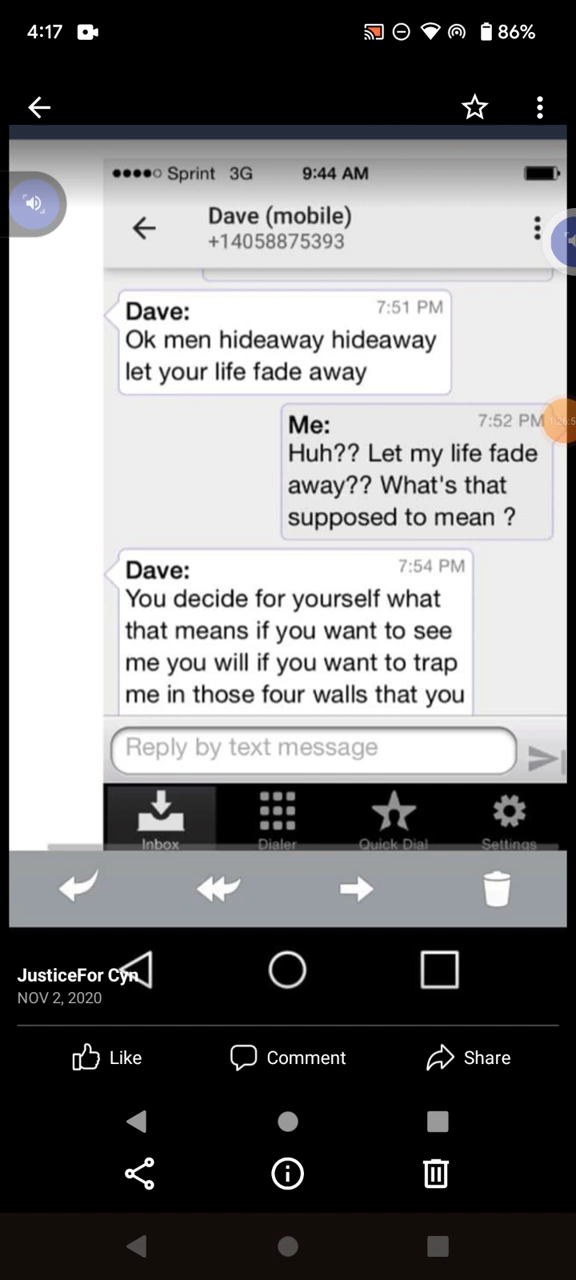 4:17
86%
Sprint 3G 9:44 AM
Dave (mobile)
+14058875393
Dave: 7:51 PM
Ok men hideaway hideaway
let your life fade away
Me: 7:52 PM
Huh?? Let my life fade
away?? What's that
supposed to mean ?
Dave: 7:54 PM
You decide for yourself what
that means if you want to see
me you will if you want to trap
me in those four walls that you
Reply by text message
Inbox Dialer Quick Dial Settings
JusticeFor Cyn
NOV 2, 2020
Like Comment Share